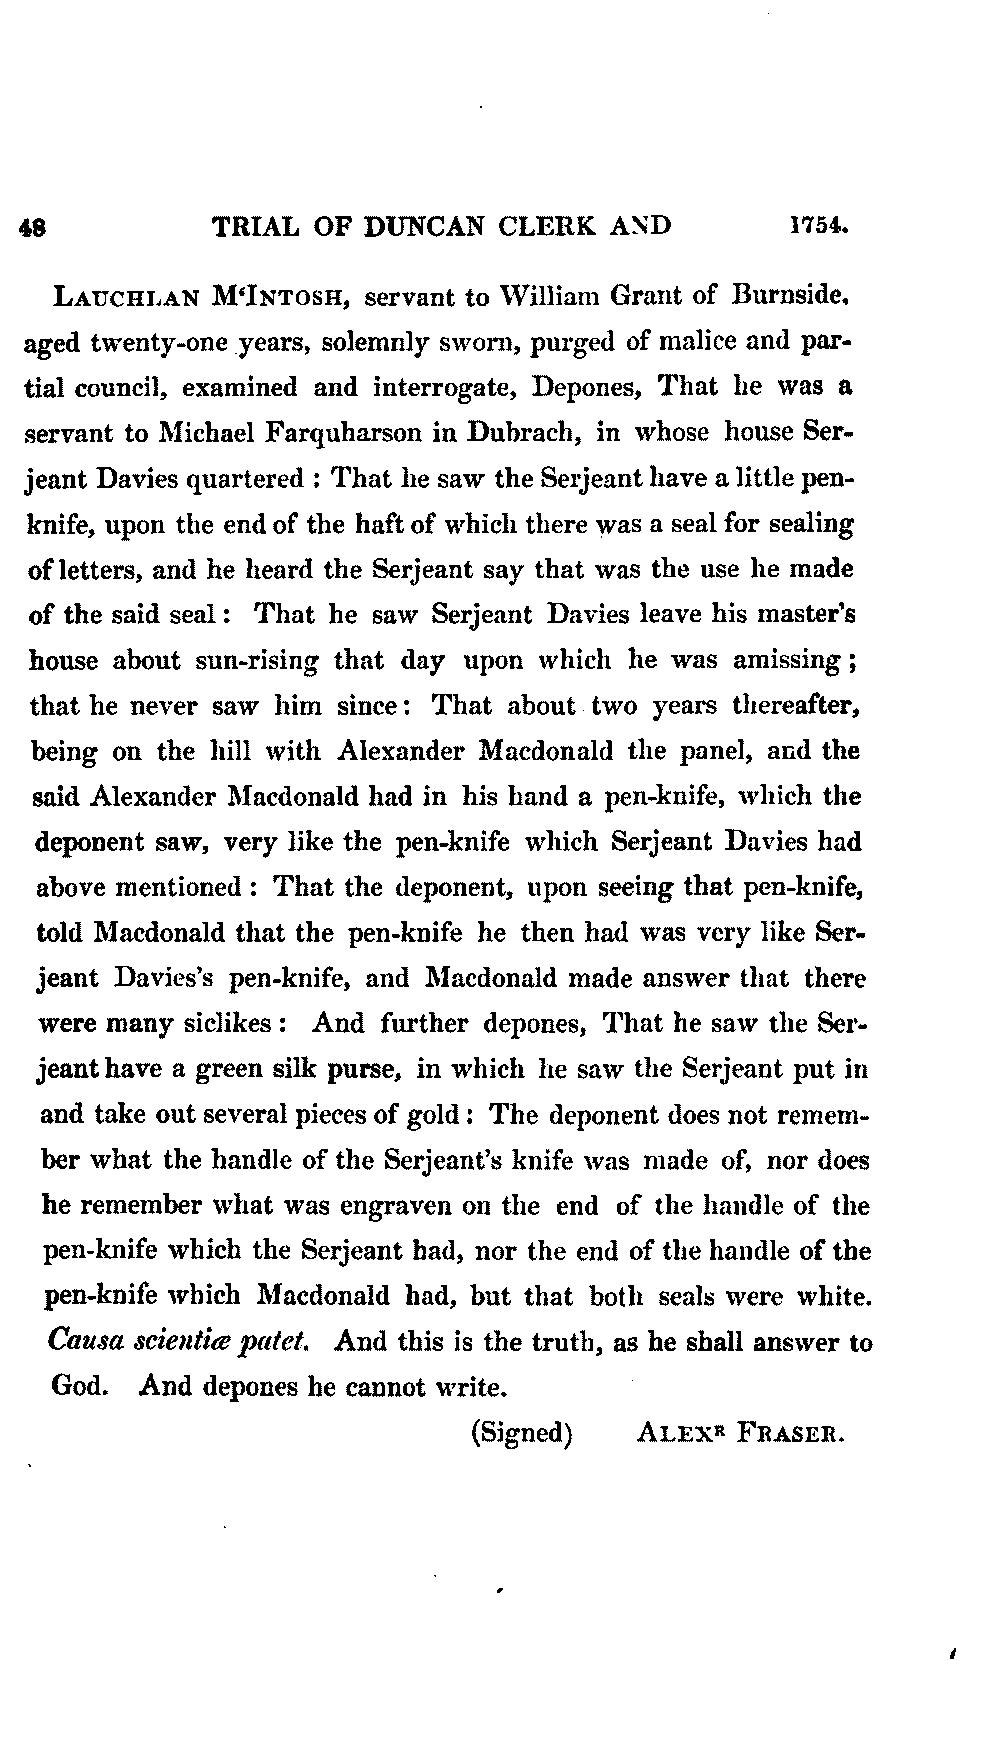 48 TRIAL OF DUNCAN CLERK AND 1754.
LAUCHLAN M‘INTOSH, servant to William Grant of Burnside,
aged twenty-one years, solemnly sworn, purged of malice and par-
tial council, examined and interrogate, Depones, That he was a
servant to Michael Farquharson in Dubrach, in whose house Ser-
jeant Davies quartered : That he saw the Serjeant have a little pen-
knife, upon the end of the haft of which there was a seal for sealing
of letters, and he heard the Serjeant say that was the use he made
of the said seal : That he saw Serjeant Davies leave his master's
house about sun-rising that day upon which he was amissing ;
that he never saw him since : That about two years thereafter,
being on the hill with Alexander Macdonald the panel, and the
said Alexander Macdonald had in his hand a pen-knife, which the
deponent saw, very like the pen-knife which Serjeant Davies had
above mentioned : That the deponent, upon seeing that pen-knife,
told Macdonald that the pen-knife he then had was very like Ser-
jeant Davies's pen-knife, and Macdonald made answer that there
were many siclikes : And further depones, That he saw the Ser-
jeant have a green silk purse, in which he saw the Serjeant put in
and take out several pieces of gold : The deponent does not remem-
ber what the handle of the Serjeant's knife was made of, nor does
he remember what was engraven on the end of the handle of the
pen-knife which the Serjeant had, nor the end of the handle of the
pen-knife which Macdonald had, but that both seals were white.
Causa scientiæ patet. And this is the truth, as he shall answer to
God. And depones he cannot write.
(Signed) ALEXR FRASER.